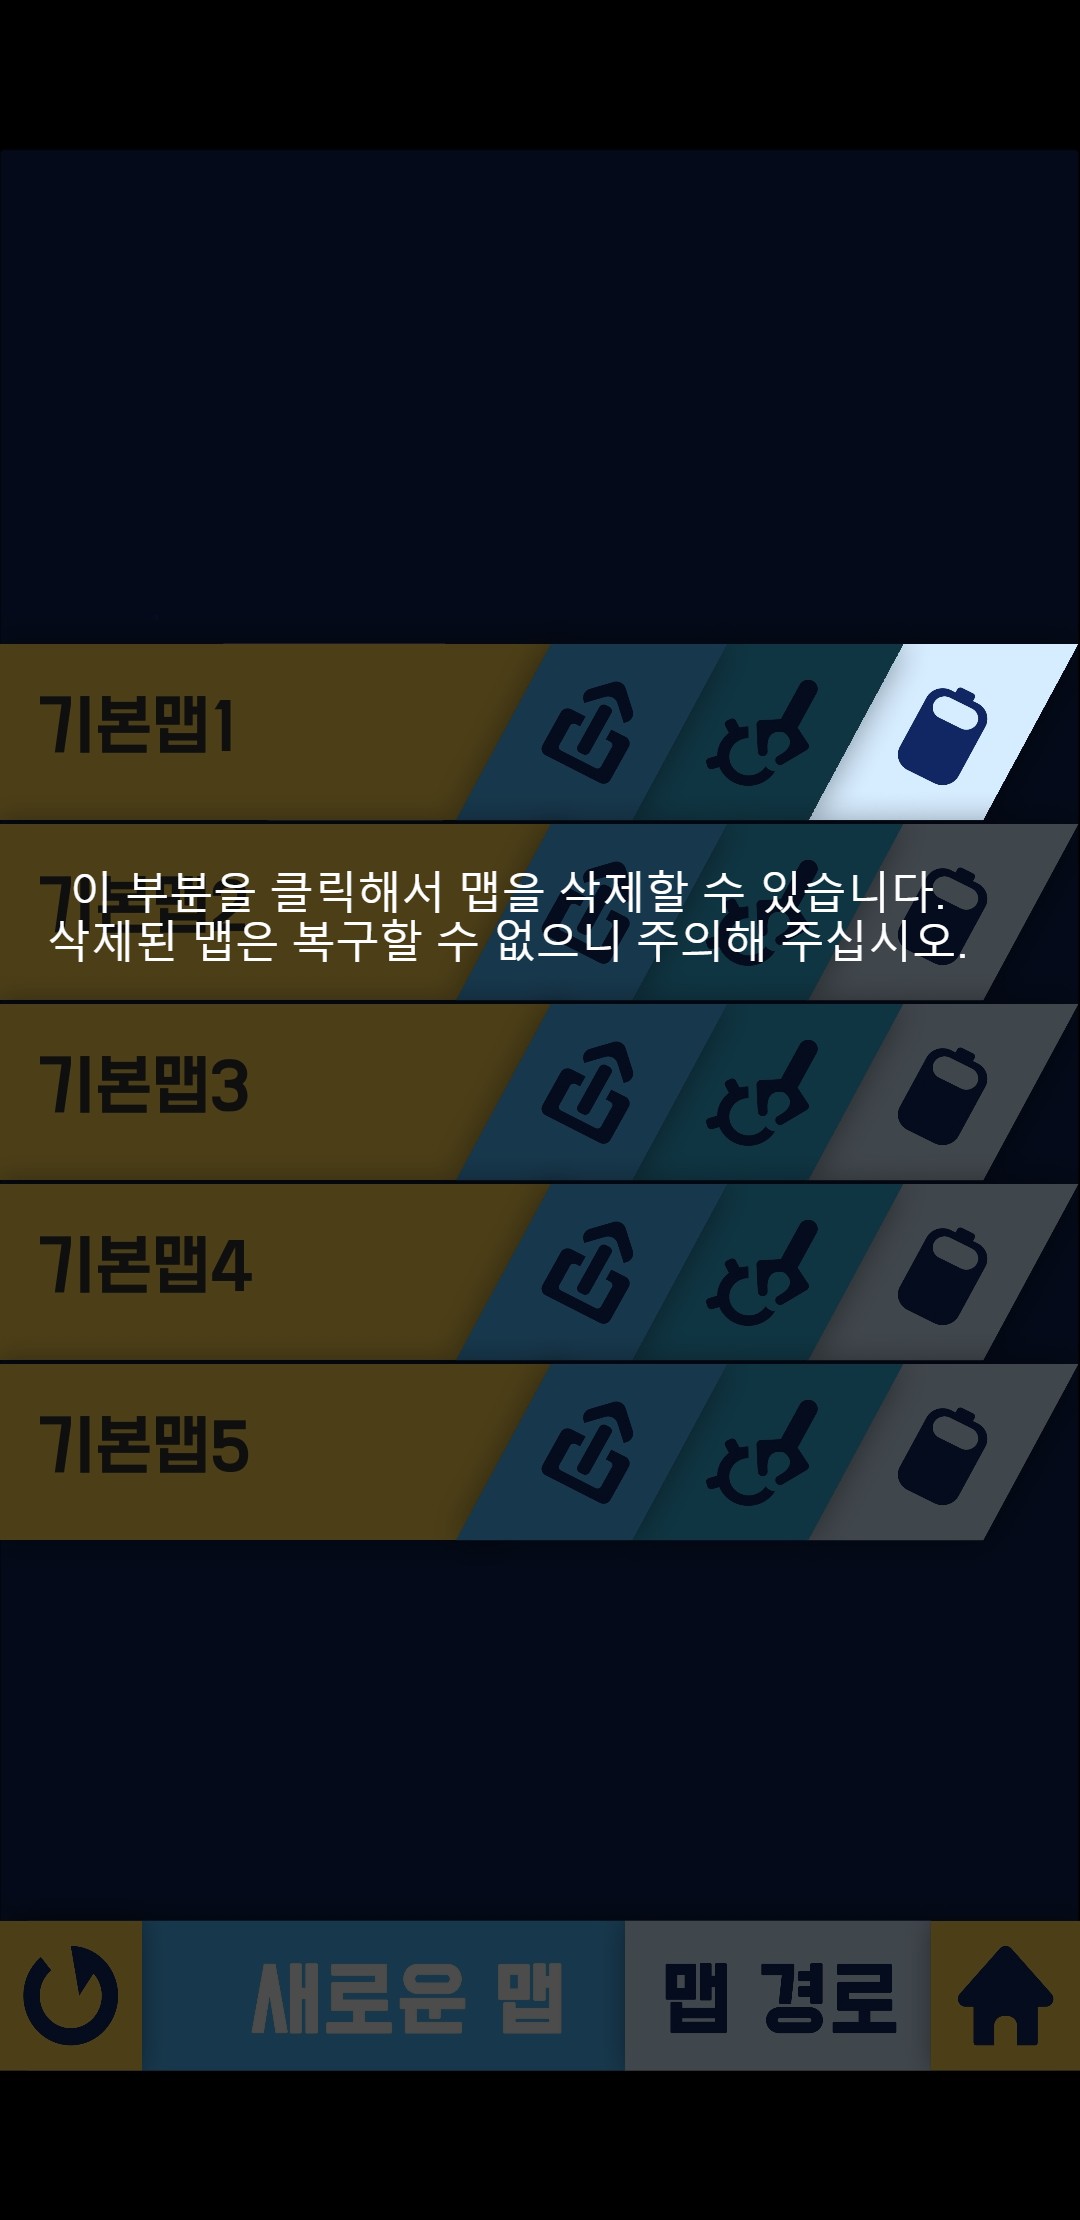 기본맵1
이 부분을 클릭해서 맵을 삭제할 수 있습니다.
삭제된 맵은 복구할 수 없으니 주의해 주십시오.
기본맵3
기본맵4
기본맵5
새로운 맵
맵 경로